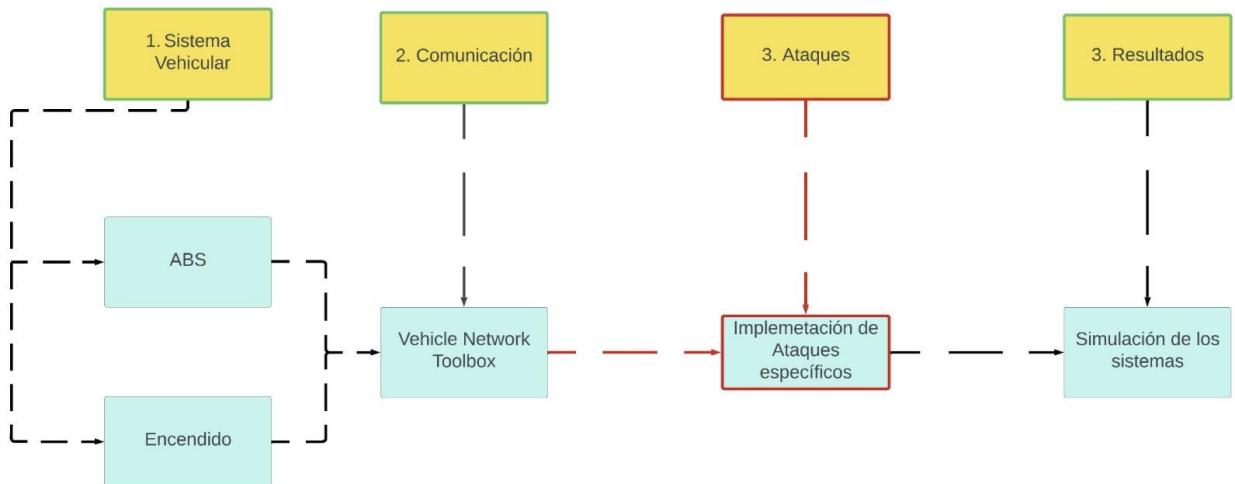 1. Sistema
Vehicular
2. Comunicación
3. Ataques
3. Resultados
ABS
Encendido
Vehicle Network
Toolbox
Implemetación de
Ataques
específicos
Simulación de los
sistemas